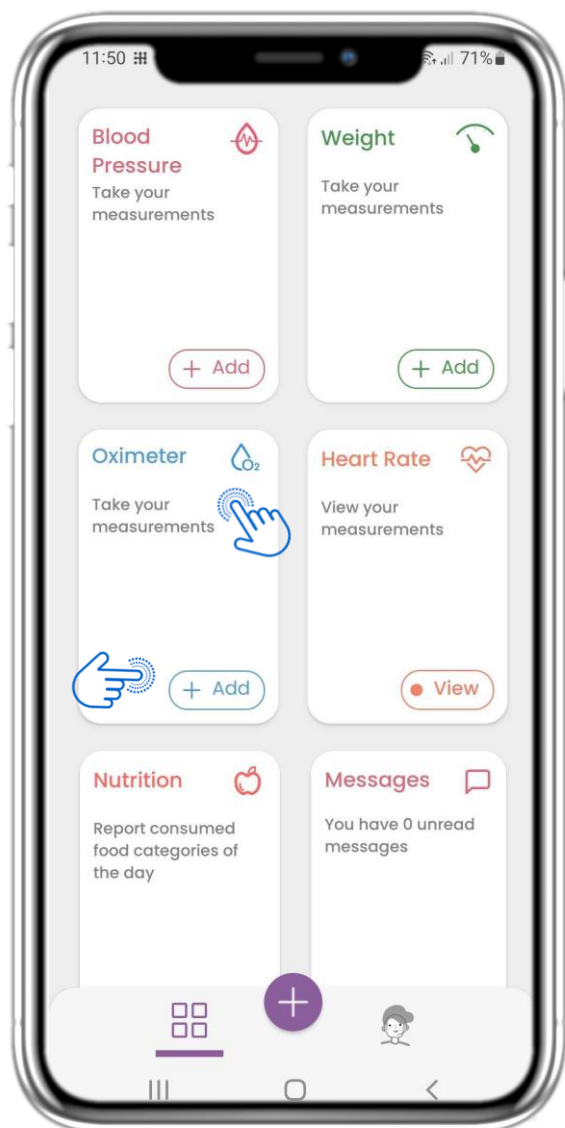 11:50
71%
Blood
Pressure
Take your
measurements
+ Add
Weight
Take your
measurements
+ Add
Oximeter
O2
Take your
measurements
+ Add
Heart Rate
View your
measurements
View
Nutrition
Report consumed
food categories of
the day
Messages
You have 0 unread
messages